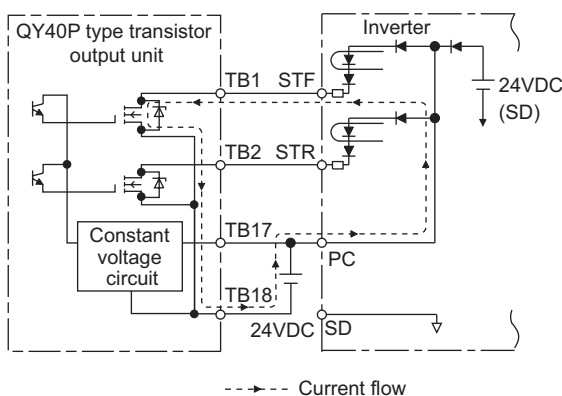 QY40P type transistor
output unit
Inverter
TB1 STF
24VDC
(SD)
TB2 STR
TB17
Constant
voltage
circuit
PC
TB18
24VDC SD
Current flow